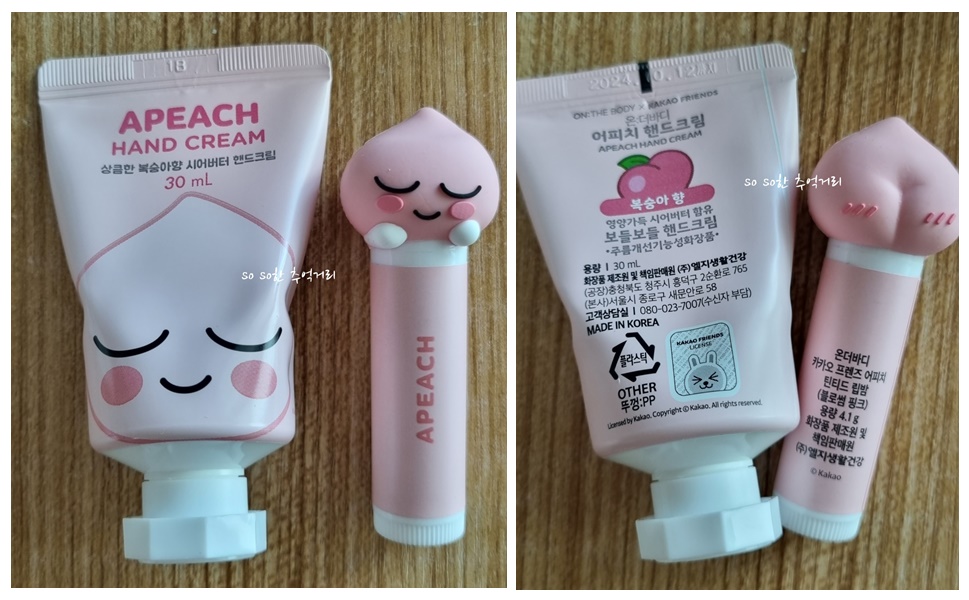 18
APEACH
HAND CREAM
상큼한 복숭아향 시어버터 핸드크림
30 mL
APEACH
so so한 추억거리
ON:THE BODY X KAKAO FRIENDS
온:더바디
어피치 핸드크림
APEACH HAND CREAM
복숭아 향
영양가득 시어버터 함유
보들보들 핸드크림
•주름개선기능성화장품•
용량 | 30 mL
화장품 제조원 및 책임판매원 (주)엘지생활건강
(공장)충청북도 청주시 흥덕구 2순환로 765
(본사)서울시 종로구 새문안로 58
고객상담실 | 080-023-7007(수신자 부담)
MADE IN KOREA
플라스틱
OTHER
뚜껑:PP
KAKAO FRIENDS
LICENSE
Licensed by Kakao. Copyright © Kakao. All rights reserved.
so so한 추억거리
온더바디
카카오 프렌즈 어피치
틴티드 립밤
(블로썸 핑크)
용량 4.1 g
화장품 제조원 및
책임판매원
(주)엘지생활건강
© Kakao